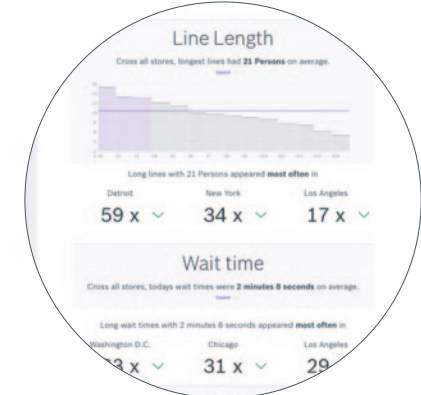 Line Length
Cross all stores, longest lines had 21 Persons on average.
Long lines with 21 Persons appeared most often in
Detroit New York Los Angeles
59 x 34 x 17 x
Wait time
Cross all stores, todays wait times were 2 minutes 8 seconds on average.
Long wait times with 2 minutes 8 seconds appeared most often in
Washington D.C. Chicago Los Angeles
3 x 31 x 29